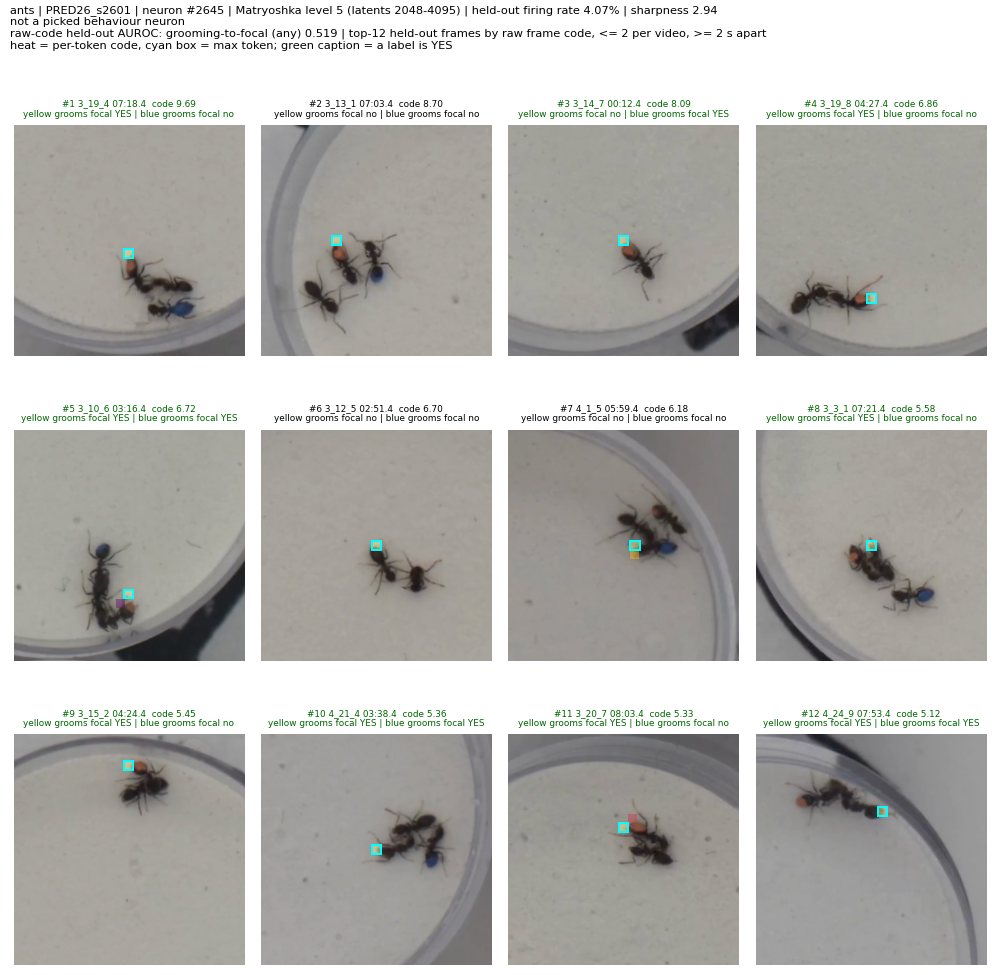 ants | PRED26_s2601 | neuron #2645 | Matryoshka level 5 (latents 2048-4095) | held-out firing rate 4.07% | sharpness 2.94
not a picked behaviour neuron
raw-code held-out AUROC: grooming-to-focal (any) 0.519 | top-12 held-out frames by raw frame code, <= 2 per video, >= 2 s apart
heat = per-token code, cyan box = max token; green caption = a label is YES
#1 3_19_4 07:18.4 code 9.69
yellow grooms focal YES | blue grooms focal no
#2 3_13_1 07:03.4 code 8.70
yellow grooms focal no | blue grooms focal no
#3 3_14_7 00:12.4 code 8.09
yellow grooms focal no | blue grooms focal YES
#4 3_19_8 04:27.4 code 6.86
yellow grooms focal YES | blue grooms focal no
#5 3_10_6 03:16.4 code 6.72
yellow grooms focal YES | blue grooms focal YES
#6 3_12_5 02:51.4 code 6.70
yellow grooms focal no | blue grooms focal no
#7 4_1_5 05:59.4 code 6.18
yellow grooms focal no | blue grooms focal no
#8 3_3_1 07:21.4 code 5.58
yellow grooms focal YES | blue grooms focal no
#9 3_15_2 04:24.4 code 5.45
yellow grooms focal YES | blue grooms focal no
#10 4_21_4 03:38.4 code 5.36
yellow grooms focal YES | blue grooms focal YES
#11 3_20_7 08:03.4 code 5.33
yellow grooms focal YES | blue grooms focal no
#12 4_24_9 07:53.4 code 5.12
yellow grooms focal YES | blue grooms focal YES